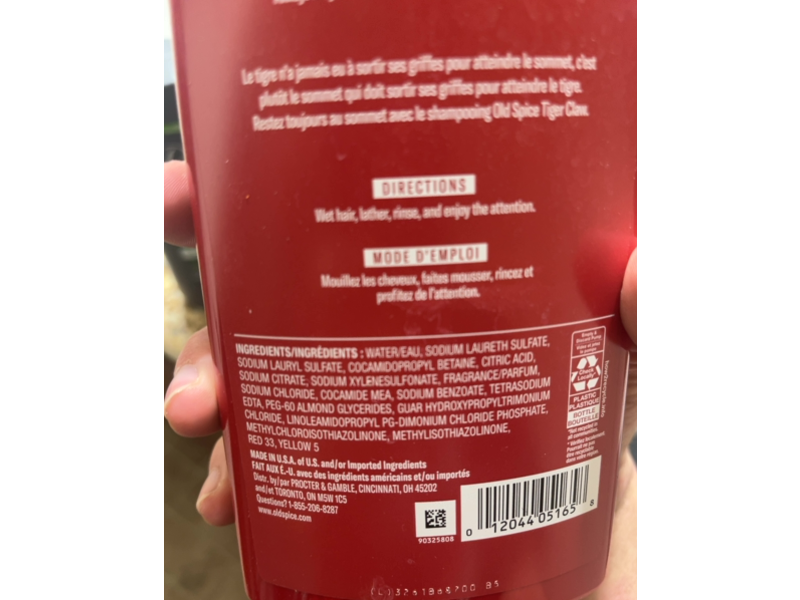 Le tigre n'a jamais eu à sortir ses griffes pour atteindre le sommet, c'est
plutôt le sommet qui doit sortir ses griffes pour atteindre le tigre.
Restez toujours au sommet avec le shampooing Old Spice Tiger Claw.
DIRECTIONS
Wet hair, lather, rinse, and enjoy the attention.
MODE D'EMPLOI
Mouillez les cheveux, faites mousser, rincez et
profitez de l'attention.
INGREDIENTS/INGRÉDIENTS : WATER/EAU, SODIUM LAURETH SULFATE,
SODIUM LAURYL SULFATE, COCAMIDOPROPYL BETAINE, CITRIC ACID,
SODIUM CITRATE, SODIUM XYLENESULFONATE, FRAGRANCE/PARFUM,
SODIUM CHLORIDE, COCAMIDE MEA, SODIUM BENZOATE, TETRASODIUM
EDTA, PEG-60 ALMOND GLYCERIDES, GUAR HYDROXYPROPYLTRIMONIUM
CHLORIDE, LINOLEAMIDOPROPYL PG-DIMONIUM CHLORIDE PHOSPHATE,
METHYLCHLOROISOTHIAZOLINONE, METHYLISOTHIAZOLINONE,
RED 33, YELLOW 5
MADE IN U.S.A. of U.S. and/or Imported Ingredients
FAIT AUX É.-U. avec des ingrédients américains et/ou importés
Distr. by/par PROCTER & GAMBLE, CINCINNATI, OH 45202
and/et TORONTO, ON M5W 1C5
Questions? 1-855-206-8287
www.oldspice.com
Check
Locally
PLASTIC
PLASTIQUE
BOTTLE
BOUTEILLE
how2recycle.info
90325808
0 12044 05165 8